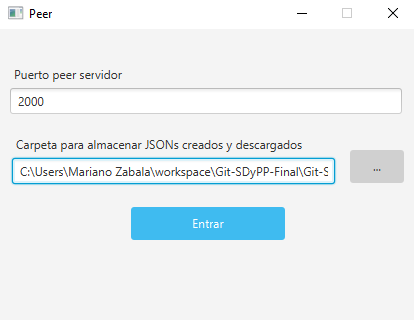 Peer
Puerto peer servidor
2000
Carpeta para almacenar JSONs creados y descargados
C:\Users\Mariano Zabala\workspace\Git-SDyPP-Final\Git-S
...
Entrar